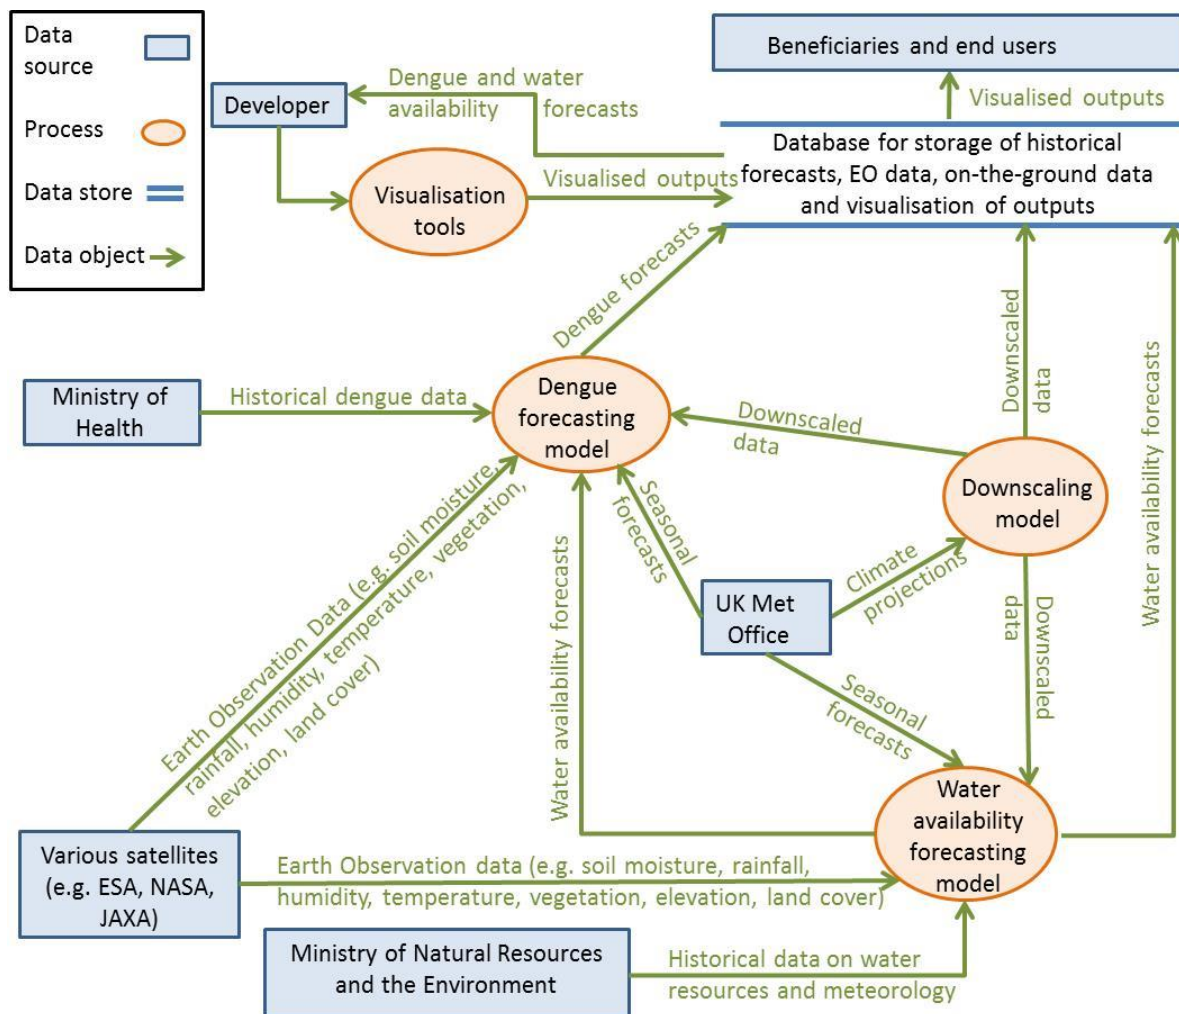 Data
source
Process
Data store
Data object
Beneficiaries and end users
Visualised outputs
Dengue and water
availability forecasts
Developer
Visualisation
tools
Visualised outputs
Database for storage of historical
forecasts, EO data, on-the-ground data
and visualisation of outputs
Dengue forecasts
Downscaled
data
Water availability forecasts
Ministry of
Health
Historical dengue data
Dengue
forecasting
model
Downscaled
data
Downscaling
model
Seasonal
forecasts
Climate
projections
UK Met
Office
Downscaled
data
Water availability forecasts
Seasonal
forecasts
Earth Observation Data (e.g. soil moisture,
rainfall, humidity, temperature, vegetation,
elevation, land cover)
Water
availability
forecasting
model
Various satellites
(e.g. ESA, NASA,
JAXA)
Earth Observation data (e.g. soil moisture, rainfall,
humidity, temperature, vegetation, elevation, land cover)
Ministry of Natural Resources
and the Environment
Historical data on water
resources and meteorology